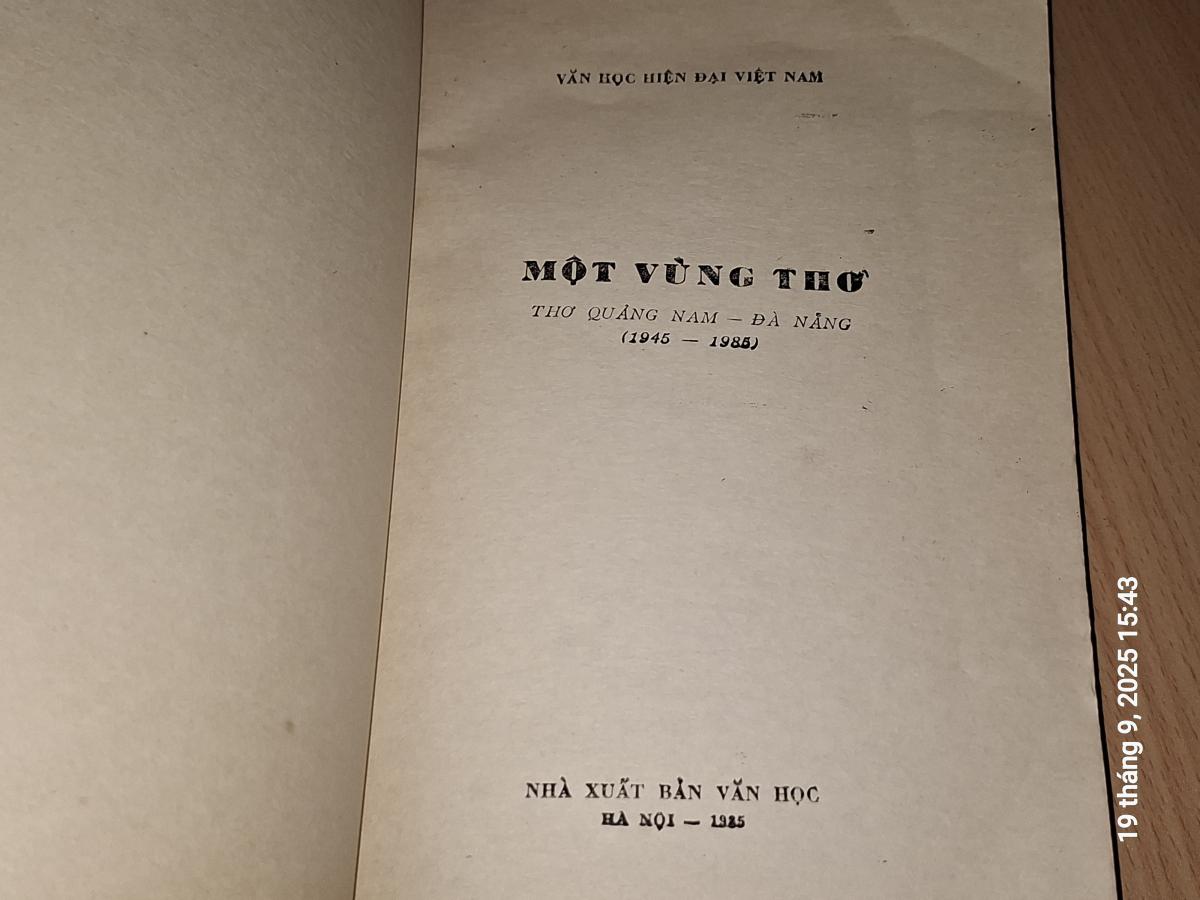 VĂN HỌC HIỆN ĐẠI VIỆT NAM
MỘT VÙNG THƠ
THƠ QUẢNG NAM — ĐÀ NẴNG
(1945 — 1985)
NHÀ XUẤT BẢN VĂN HỌC
HÀ NỘI — 1985
19 tháng 9, 2025 15:43